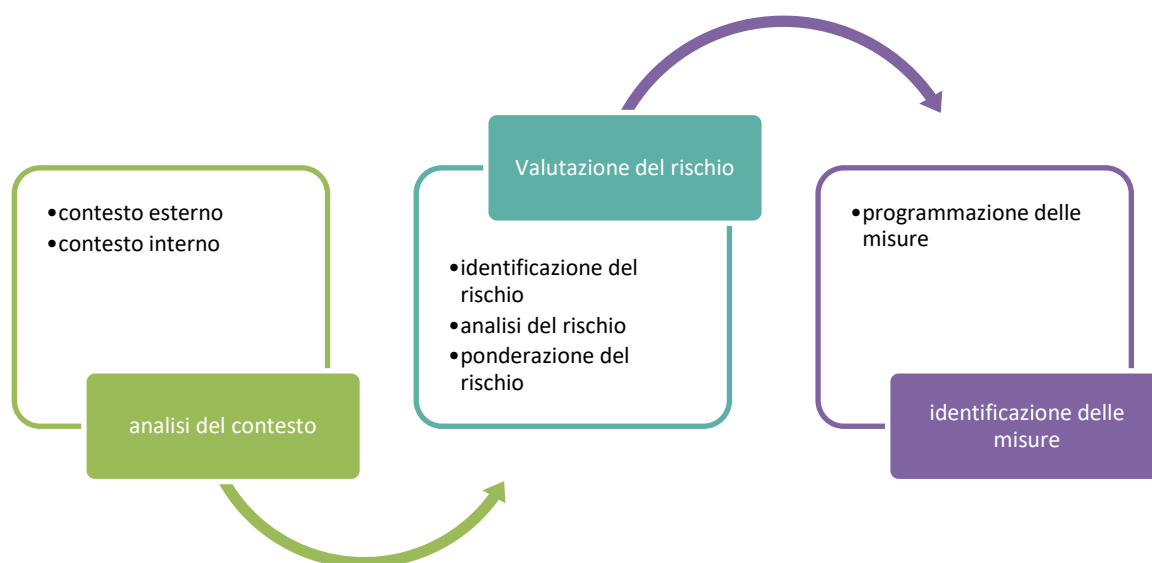 •contesto esterno
•contesto interno
analisi del contesto
Valutazione del rischio
•identificazione del
rischio
•analisi del rischio
•ponderazione del
rischio
•programmazione delle
misure
identificazione delle
misure